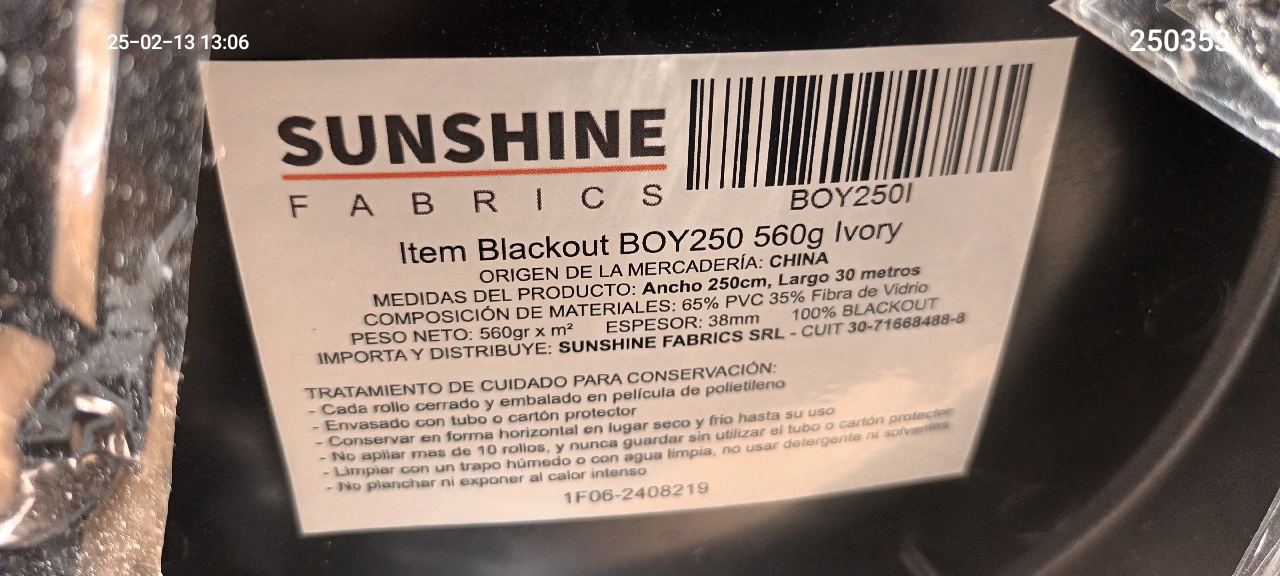 25-02-13 13:06
250353
SUNSHINE
FABRICS
BOY250I
Item Blackout BOY250 560g Ivory
ORIGEN DE LA MERCADERÍA: CHINA
MEDIDAS DEL PRODUCTO: Ancho 250cm, Largo 30 metros
COMPOSICIÓN DE MATERIALES: 65% PVC 35% Fibra de Vidrio
PESO NETO: 560gr x m² ESPESOR: 38mm 100% BLACKOUT
IMPORTA Y DISTRIBUYE: SUNSHINE FABRICS SRL - CUIT 30-71668488-8
TRATAMIENTO DE CUIDADO PARA CONSERVACIÓN:
- Cada rollo cerrado y embalado en película de polietileno
- Envasado con tubo o cartón protector
- Conservar en forma horizontal en lugar seco y frio hasta su uso
- No apilar mas de 10 rollos, y nunca guardar sin utilizar el tubo o cartón protector
- Limpiar con un trapo húmedo o con agua limpia, no usar detergente ni solventes
- No planchar ni exponer al calor intenso
1F06-2408219